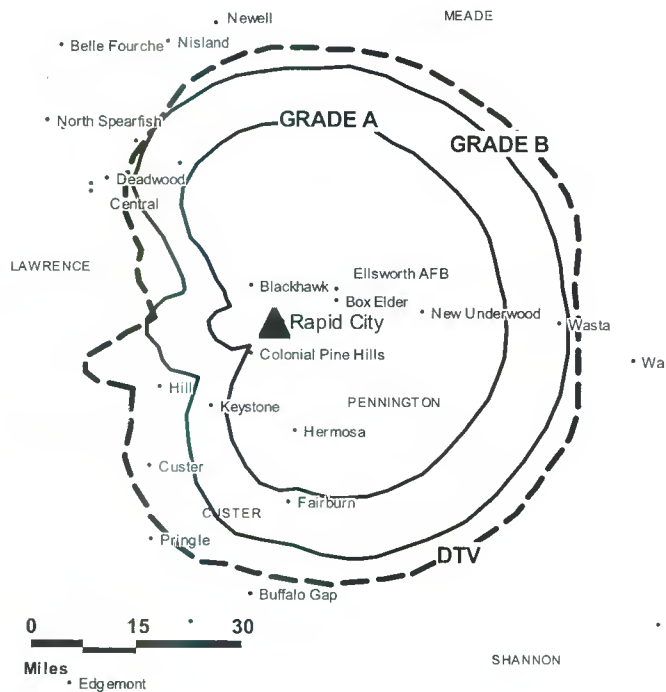 Newell
MEADE
Belle Fourche
Nisland
North Spearfish
GRADE A
GRADE B
Deadwood
Central
LAWRENCE
Ellsworth AFB
Blackhawk
Box Elder
New Underwood
Rapid City
Wasta
Colonial Pine Hills
Wa
Hill
Keystone
PENNINGTON
Hermosa
Custer
Fairburn
CUSTER
Pringle
DTV
Buffalo Gap
0 15 30
Miles
SHANNON
Edgemont